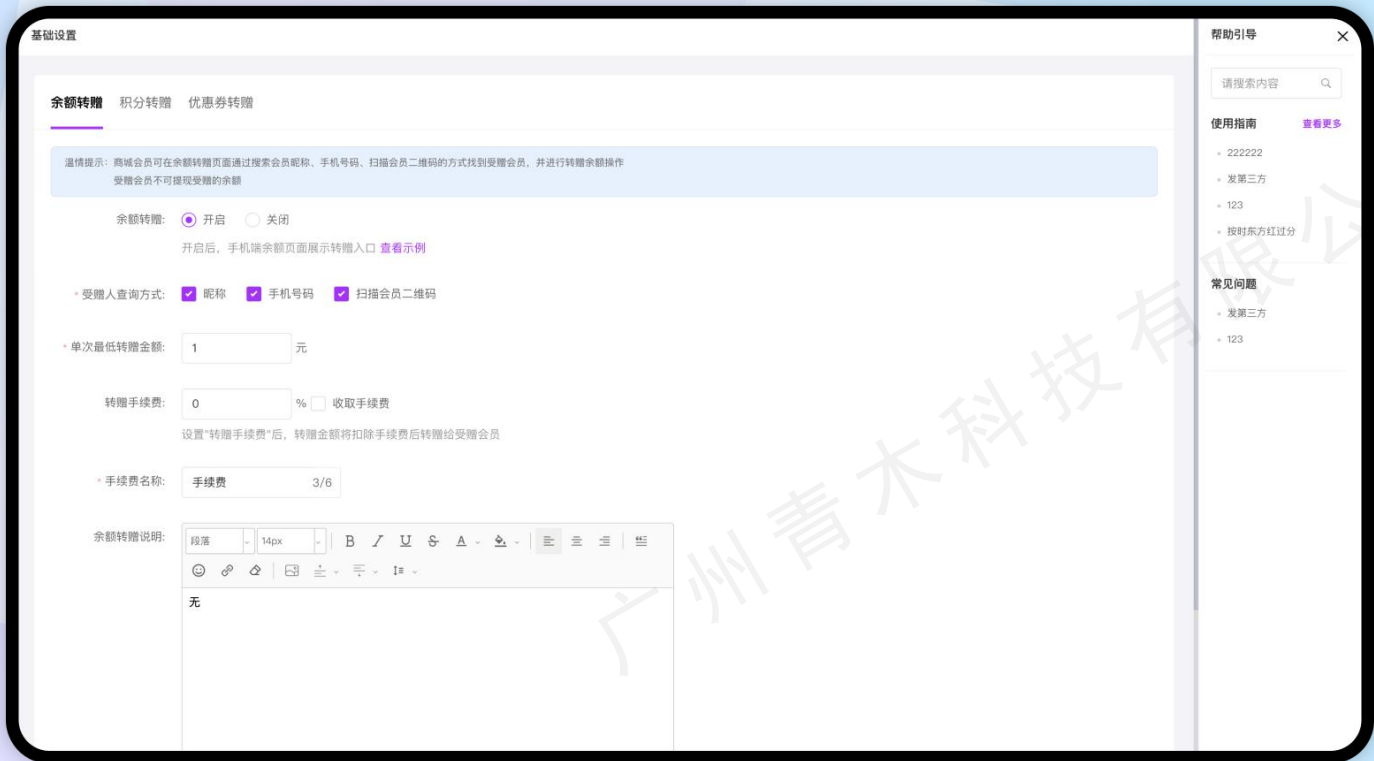 基础设置
余额转赠 积分转赠 优惠券转赠
温情提示：商城会员可在余额转赠页面通过搜索会员昵称、手机号码、扫描会员二维码的方式找到受赠会员，并进行转赠余额操作
受赠会员不可提现受赠的余额
余额转赠: 开启 关闭
开启后，手机端余额页面展示转赠入口 查看示例
* 受赠人查询方式: 昵称 手机号码 扫描会员二维码
* 单次最低转赠金额: 1 元
转赠手续费: 0 % 收取手续费
设置"转赠手续费"后，转赠金额将扣除手续费后转赠给受赠会员
* 手续费名称: 手续费 3/6
余额转赠说明: 段落 14px B I U S A
无
帮助引导
请搜索内容
使用指南 查看更多
222222
发第三方
123
按时东方红过分
常见问题
发第三方
123
广州青木科技有限公